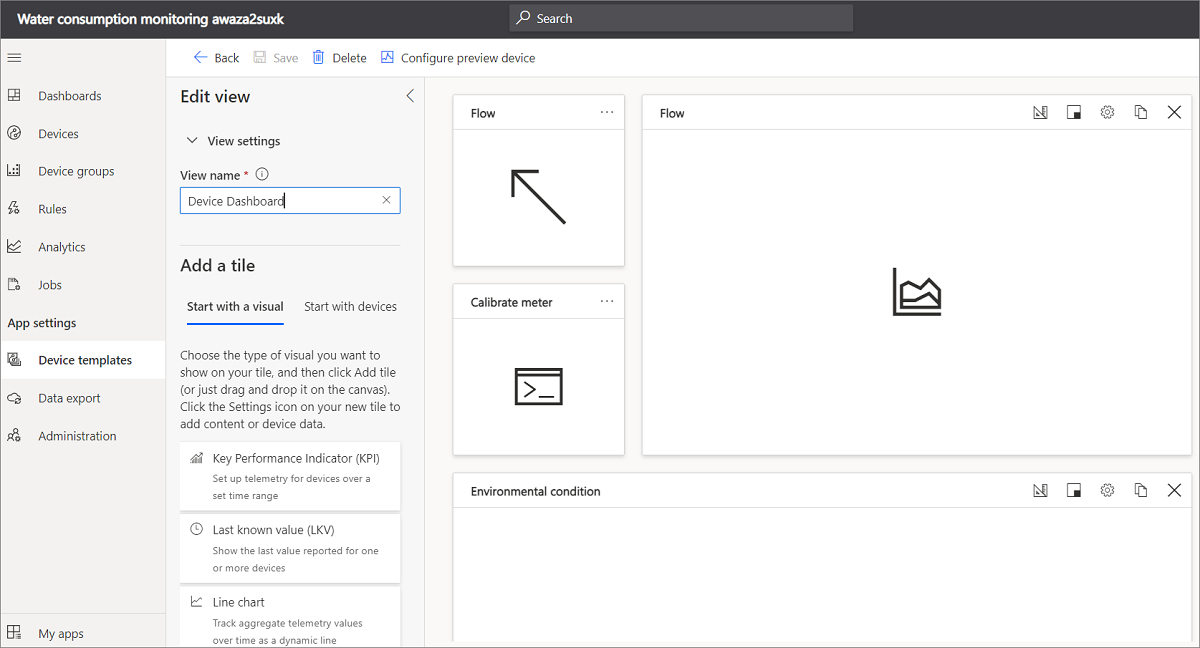 Water consumption monitoring awaza2suxk
Search
Back
Save
Delete
Configure preview device
Dashboards
Devices
Device groups
Rules
Analytics
Jobs
App settings
Device templates
Data export
Administration
My apps
Edit view
View settings
View name *
Device Dashboard
Add a tile
Start with a visual
Start with devices
Choose the type of visual you want to
show on your tile, and then click Add tile
(or just drag and drop it on the canvas).
Click the Settings icon on your new tile to
add content or device data.
Key Performance Indicator (KPI)
Set up telemetry for devices over a
set time range
Last known value (LKV)
Show the last value reported for one
or more devices
Line chart
Track aggregate telemetry values
over time as a dynamic line
Flow
Calibrate meter
Flow
Environmental condition